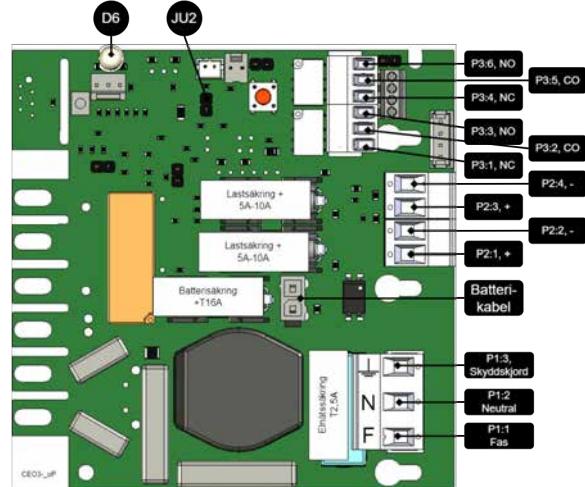 D6
JU2
P3:6, NO
P3:5, CO
P3:4, NC
P3:3, NO
P3:2, CO
P3:1, NC
P2:4, -
P2:3, +
P2:2, -
P2:1, +
Lastsäkring +
5A-10A
Lastsäkring +
5A-10A
Batterisäkring
+T16A
Batteri-
kabel
Elnätssäkring
T2,5A
N
F
P1:3,
Skyddskjord
P1:2
Neutral
P1:1
Fas